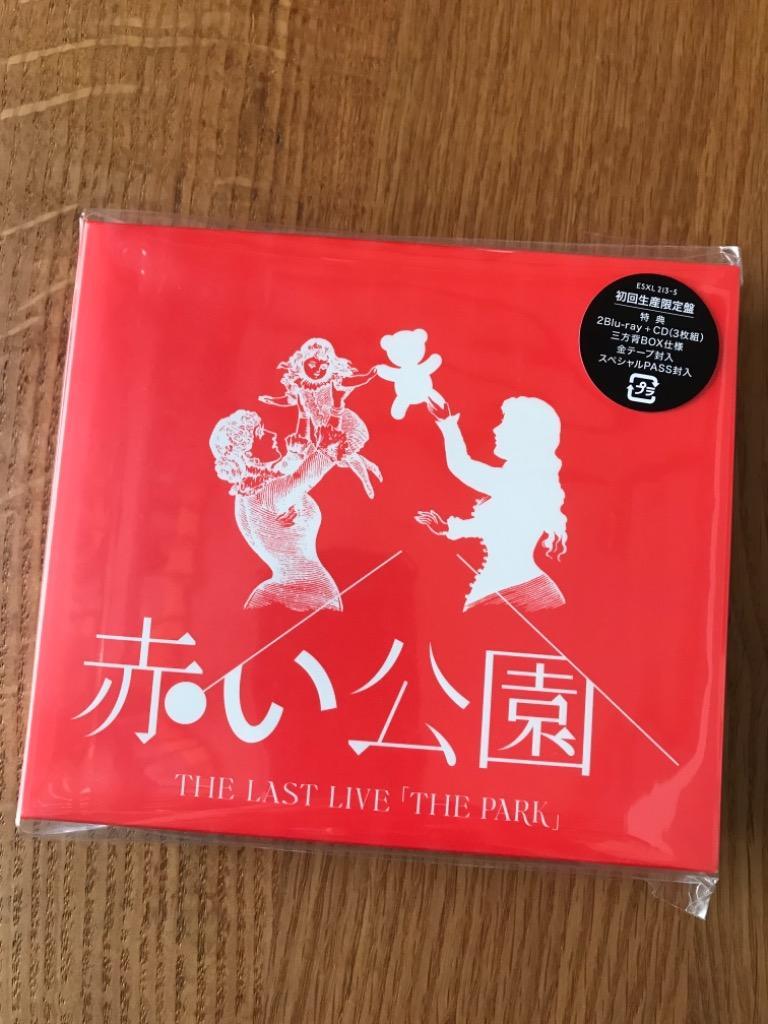 ESXL 213-5
初回生産限定盤
特典
2Blu-ray+CD(3枚組)
三方背BOX仕様
金テープ封入
スペシャルPASS封入
プラ
赤い公園
THE LAST LIVE「THE PARK」